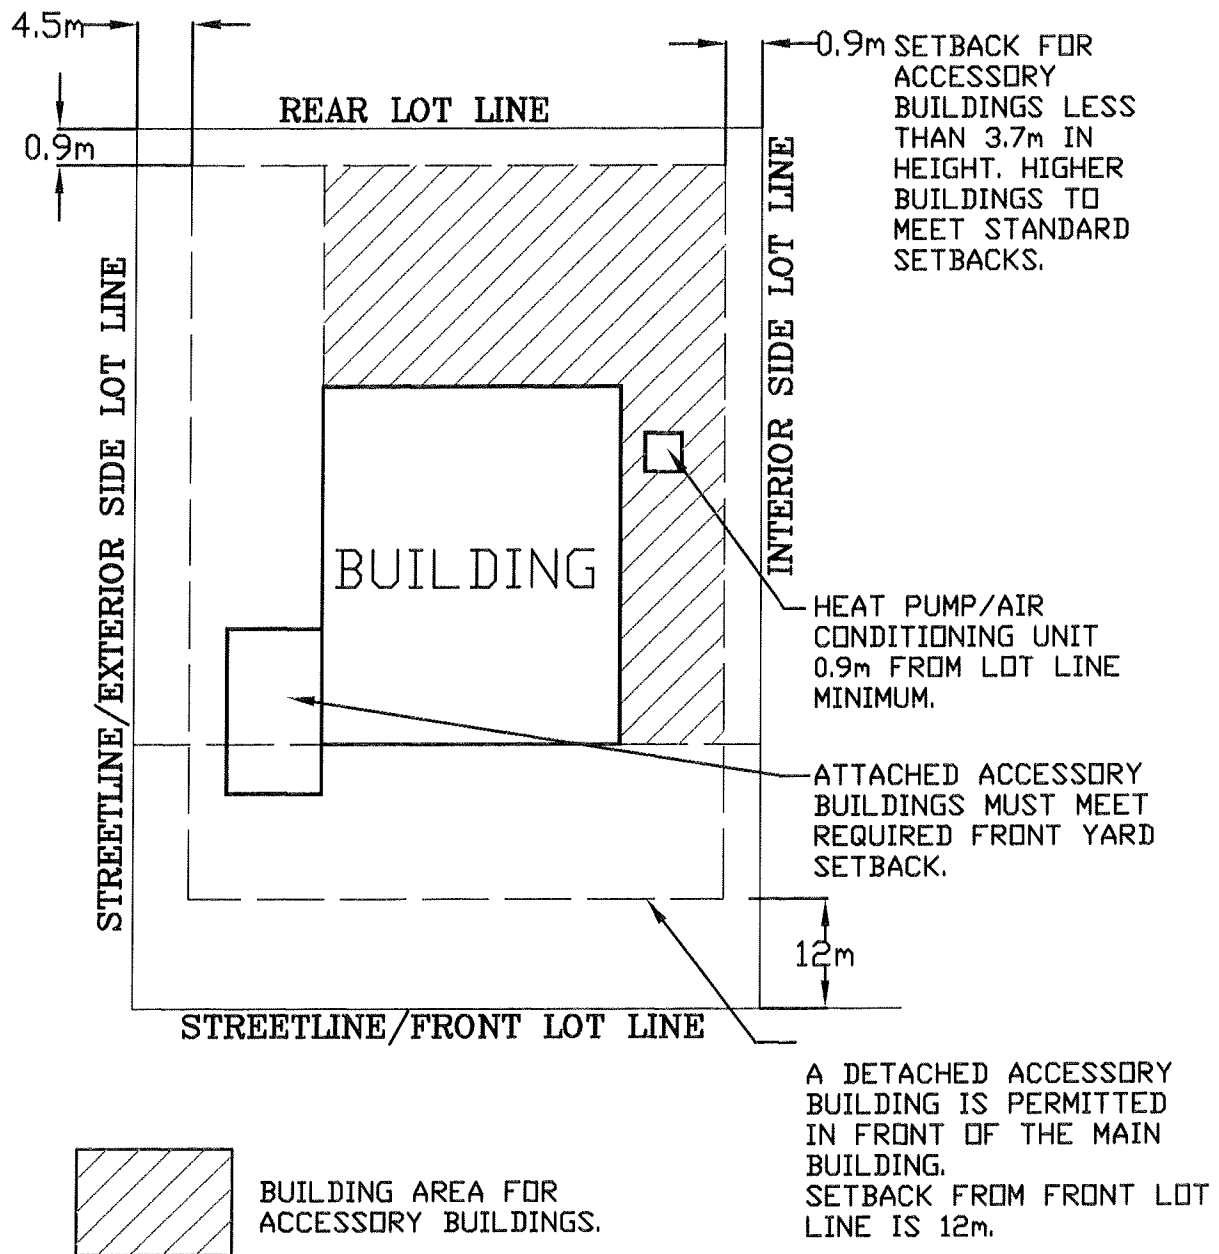 4.5m
0.9m SETBACK FOR
ACCESSORY
BUILDINGS LESS
THAN 3.7m IN
HEIGHT. HIGHER
BUILDINGS TO
MEET STANDARD
SETBACKS.
REAR LOT LINE
0.9m
STREETLINE/EXTERIOR SIDE LOT LINE
INTERIOR SIDE LOT LINE
BUILDING
HEAT PUMP/AIR
CONDITIONING UNIT
0.9m FROM LOT LINE
MINIMUM.
ATTACHED ACCESSORY
BUILDINGS MUST MEET
REQUIRED FRONT YARD
SETBACK.
12m
STREETLINE/FRONT LOT LINE
A DETACHED ACCESSORY
BUILDING IS PERMITTED
IN FRONT OF THE MAIN
BUILDING.
SETBACK FROM FRONT LOT
LINE IS 12m.
BUILDING AREA FOR
ACCESSORY BUILDINGS.